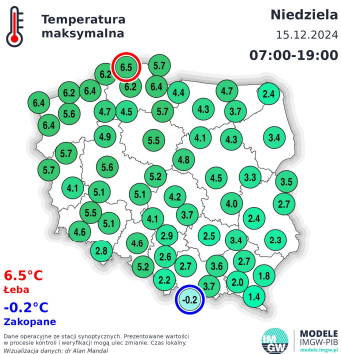 Temperatura
maksymalna
Niedziela
15.12.2024
07:00-19:00
6.5 5.7
6.2 6.2 6.4 4.7 2.4
6.2 6.4 4.4
6.4 5.6 4.7 4.5 4.3 3.7
6.4 4.9 5.5 4.1 4.3 3.4
5.7 4.8
5.7 5.6 5.2 4.5 3.3 3.5
4.1 5.1 5.1 4.2 4.0 2.7
5.5 5.1 4.1 3.7 2.4
4.6 4.6 2.9 2.5 3.4 2.3
2.8 2.6 2.7
5.2 2.7 3.6 1.8
2.2 3.7 2.0
-0.2 1.4
6.5°C
Łeba
-0.2°C
Zakopane
Dane operacyjne ze stacji synoptycznych. Prezentowane wartości
w procesie kontroli i weryfikacji mogą ulec zmianie. Czas lokalny.
Wizualizacja danych: dr Alan Mandal
IMGW
MODELE
IMGW-PIB
modele.imgw.pl